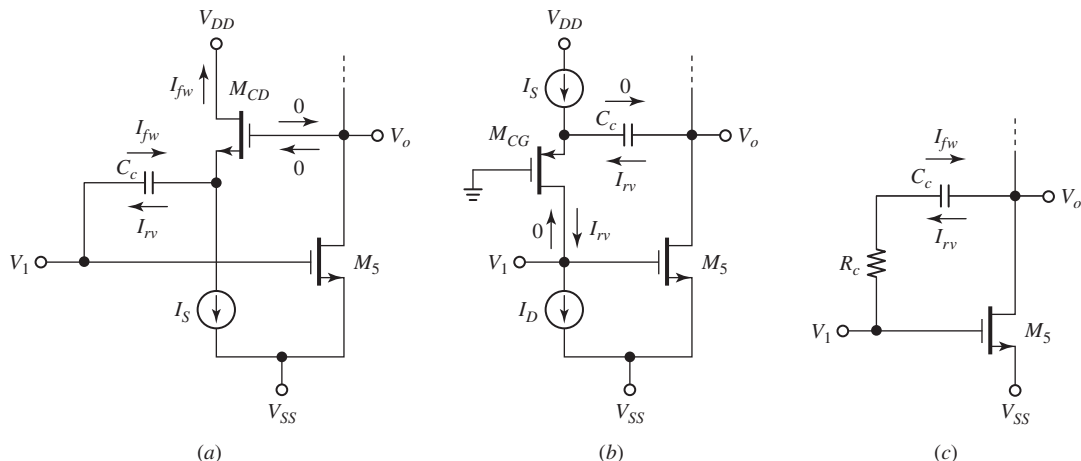 V_DD
I_fw
M_CD
0
0
V_o
I_fw
C_c
I_rv
V_1
M_5
I_S
V_SS
(a)
V_DD
I_S
0
C_c
V_o
M_CG
I_rv
0
I_rv
V_1
M_5
I_D
V_SS
(b)
I_fw
C_c
V_o
I_rv
R_c
V_1
M_5
V_SS
(c)